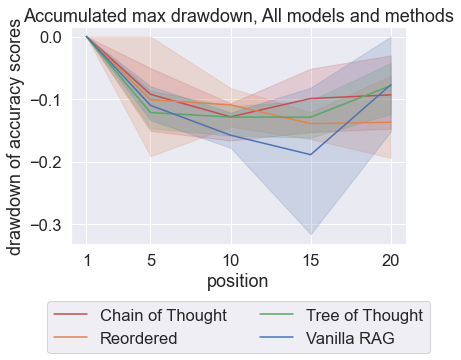 Accumulated max drawdown, All models and methods
drawdown of accuracy scores
0.0
−0.1
−0.2
−0.3
1 5 10 15 20
position
Chain of Thought Tree of Thought
Reordered Vanilla RAG